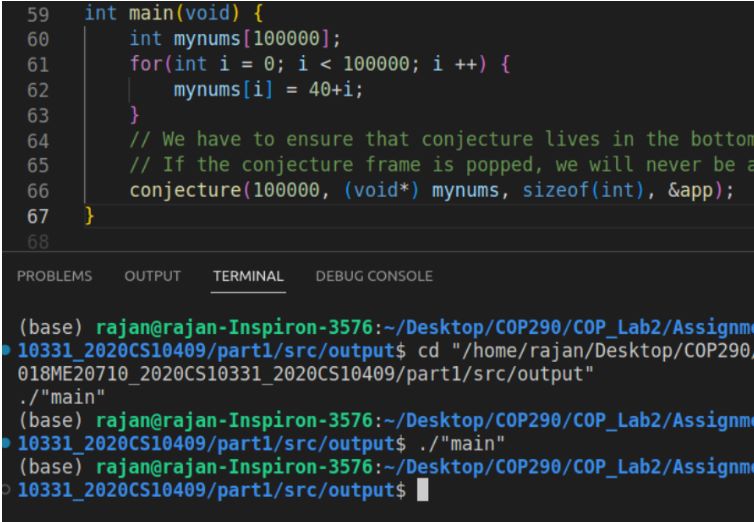 59 int main(void) {
60 int mynums[100000];
61 for(int i = 0; i < 100000; i ++) {
62 mynums[i] = 40+i;
63 }
64 // We have to ensure that conjecture lives in the bottom
65 // If the conjecture frame is popped, we will never be a
66 conjecture(100000, (void*) mynums, sizeof(int), &app);
67 }
68
PROBLEMS OUTPUT TERMINAL DEBUG CONSOLE
(base) rajan@rajan-Inspiron-3576:~/Desktop/COP290/COP_Lab2/Assignme
10331_2020CS10409/part1/src/output$ cd "/home/rajan/Desktop/COP290/
018ME20710_2020CS10331_2020CS10409/part1/src/output"
./"main"
(base) rajan@rajan-Inspiron-3576:~/Desktop/COP290/COP_Lab2/Assignme
10331_2020CS10409/part1/src/output$ ./"main"
(base) rajan@rajan-Inspiron-3576:~/Desktop/COP290/COP_Lab2/Assignme
10331_2020CS10409/part1/src/output$